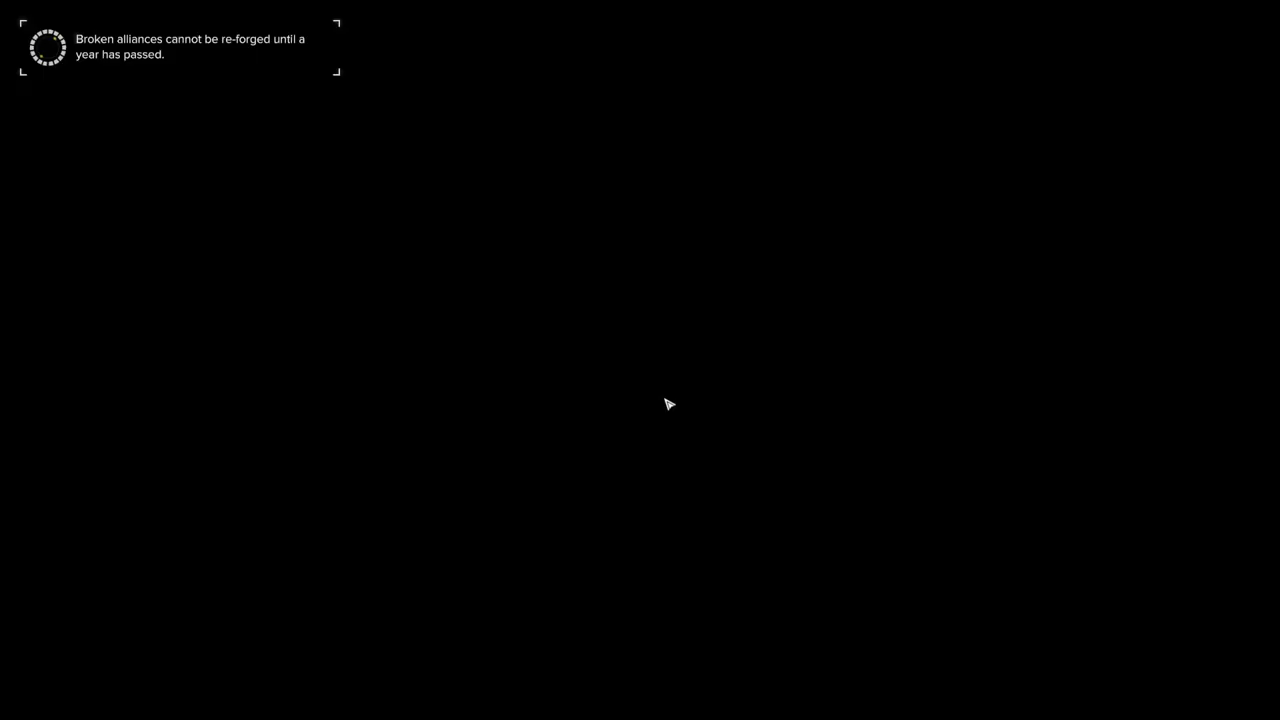 Broken alliances cannot be re-forged until a
year has passed.